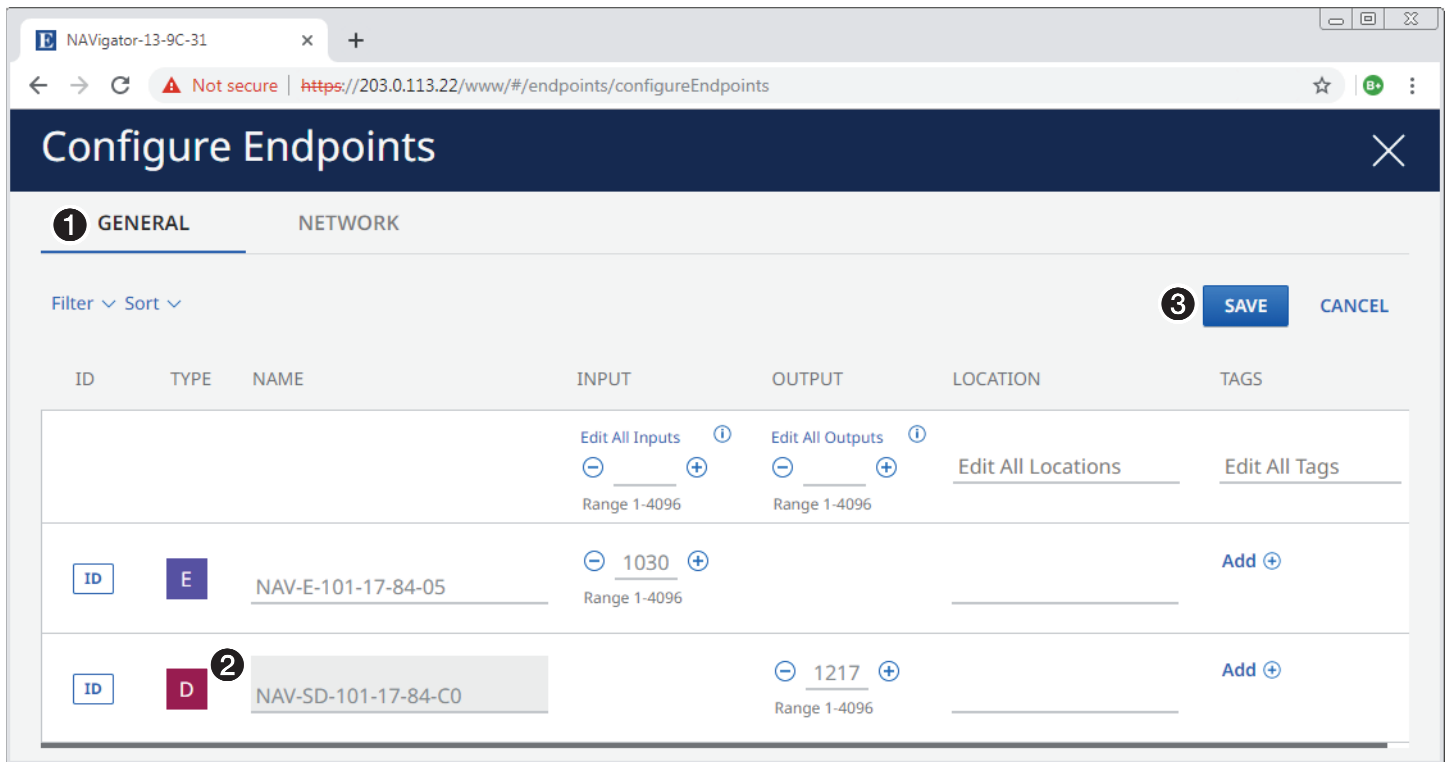 NAVigator-13-9C-31
Not secure | https://203.0.113.22/www/#/endpoints/configureEndpoints
B+
Configure Endpoints
1 GENERAL NETWORK
Filter Sort 3 SAVE CANCEL
ID TYPE NAME INPUT OUTPUT LOCATION TAGS
Edit All Inputs Edit All Outputs
Edit All Locations Edit All Tags
Range 1-4096 Range 1-4096
1030 Add
ID E NAV-E-101-17-84-05
Range 1-4096
2 1217 Add
ID D NAV-SD-101-17-84-C0
Range 1-4096